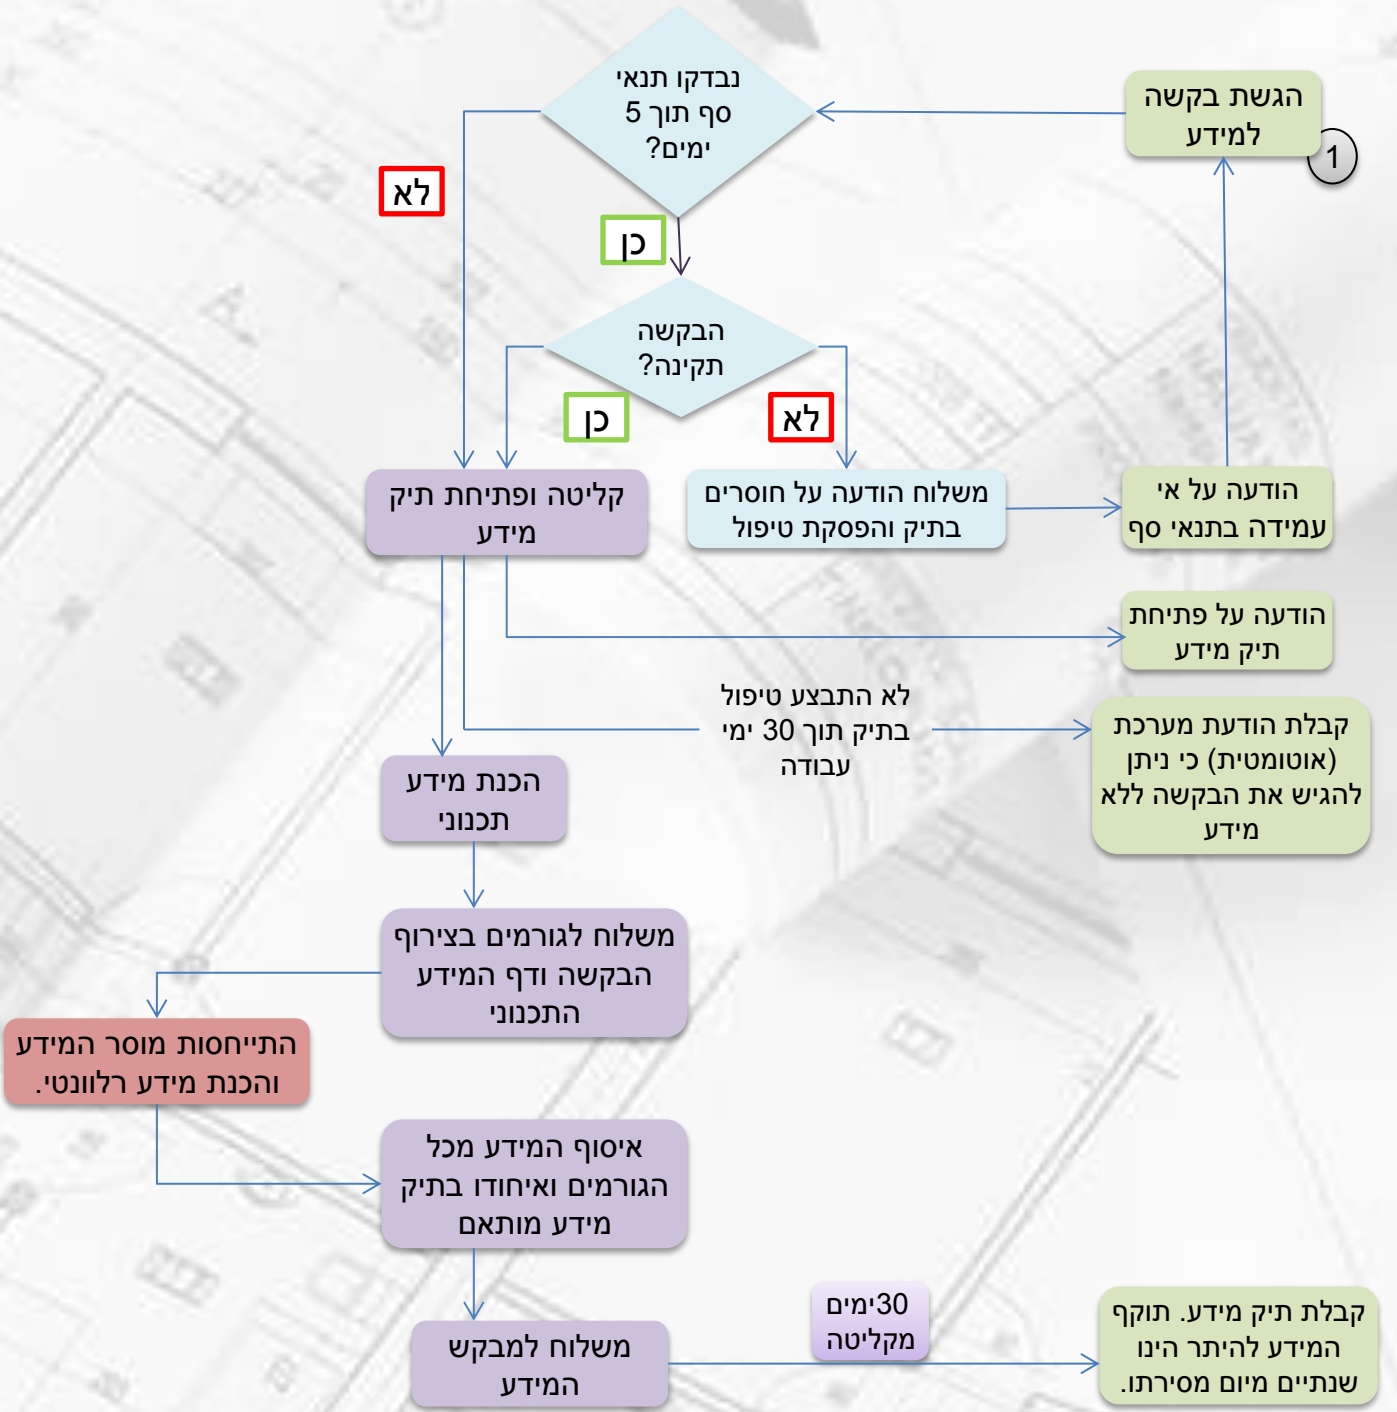 הגשת בקשה
למידע
1
נבדקו תנאי
סף תוך 5
ימים?
לא
כן
הבקשה
תקינה?
לא
כן
הודעה על אי
עמידה בתנאי סף
משלוח הודעה על חוסרים
בתיק והפסקת טיפול
קליטה ופתיחת תיק
מידע
הודעה על פתיחת
תיק מידע
קבלת הודעת מערכת
(אוטומטית) כי ניתן
להגיש את הבקשה ללא
מידע
לא התבצע טיפול
בתיק תוך 30 ימי
עבודה
הכנת מידע
תכנוני
משלוח לגורמים בצירוף
הבקשה ודף המידע
התכנוני
התייחסות מוסר המידע
והכנת מידע רלוונטי.
איסוף המידע מכל
הגורמים ואיחודו בתיק
מידע מותאם
משלוח למבקש
המידע
30ימים
מקליטה
קבלת תיק מידע. תוקף
המידע להיתר הינו
שנתיים מיום מסירתו.